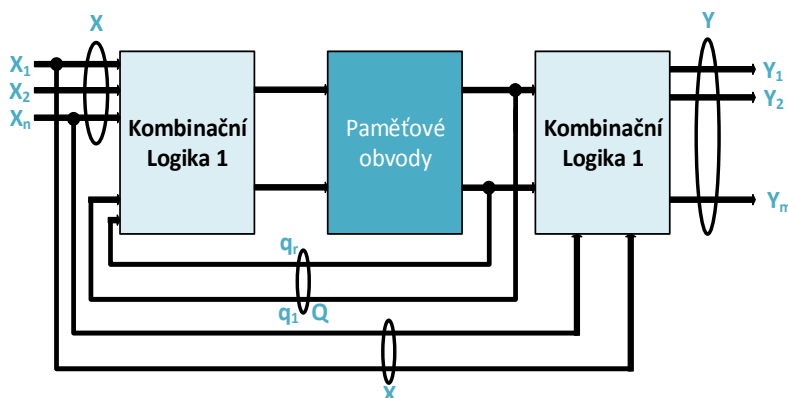 X
X1
X2
Xn
Kombinační
Logika 1
Paměťové
obvody
Kombinační
Logika 1
Y
Y1
Y2
Ym
qr
q1 Q
X